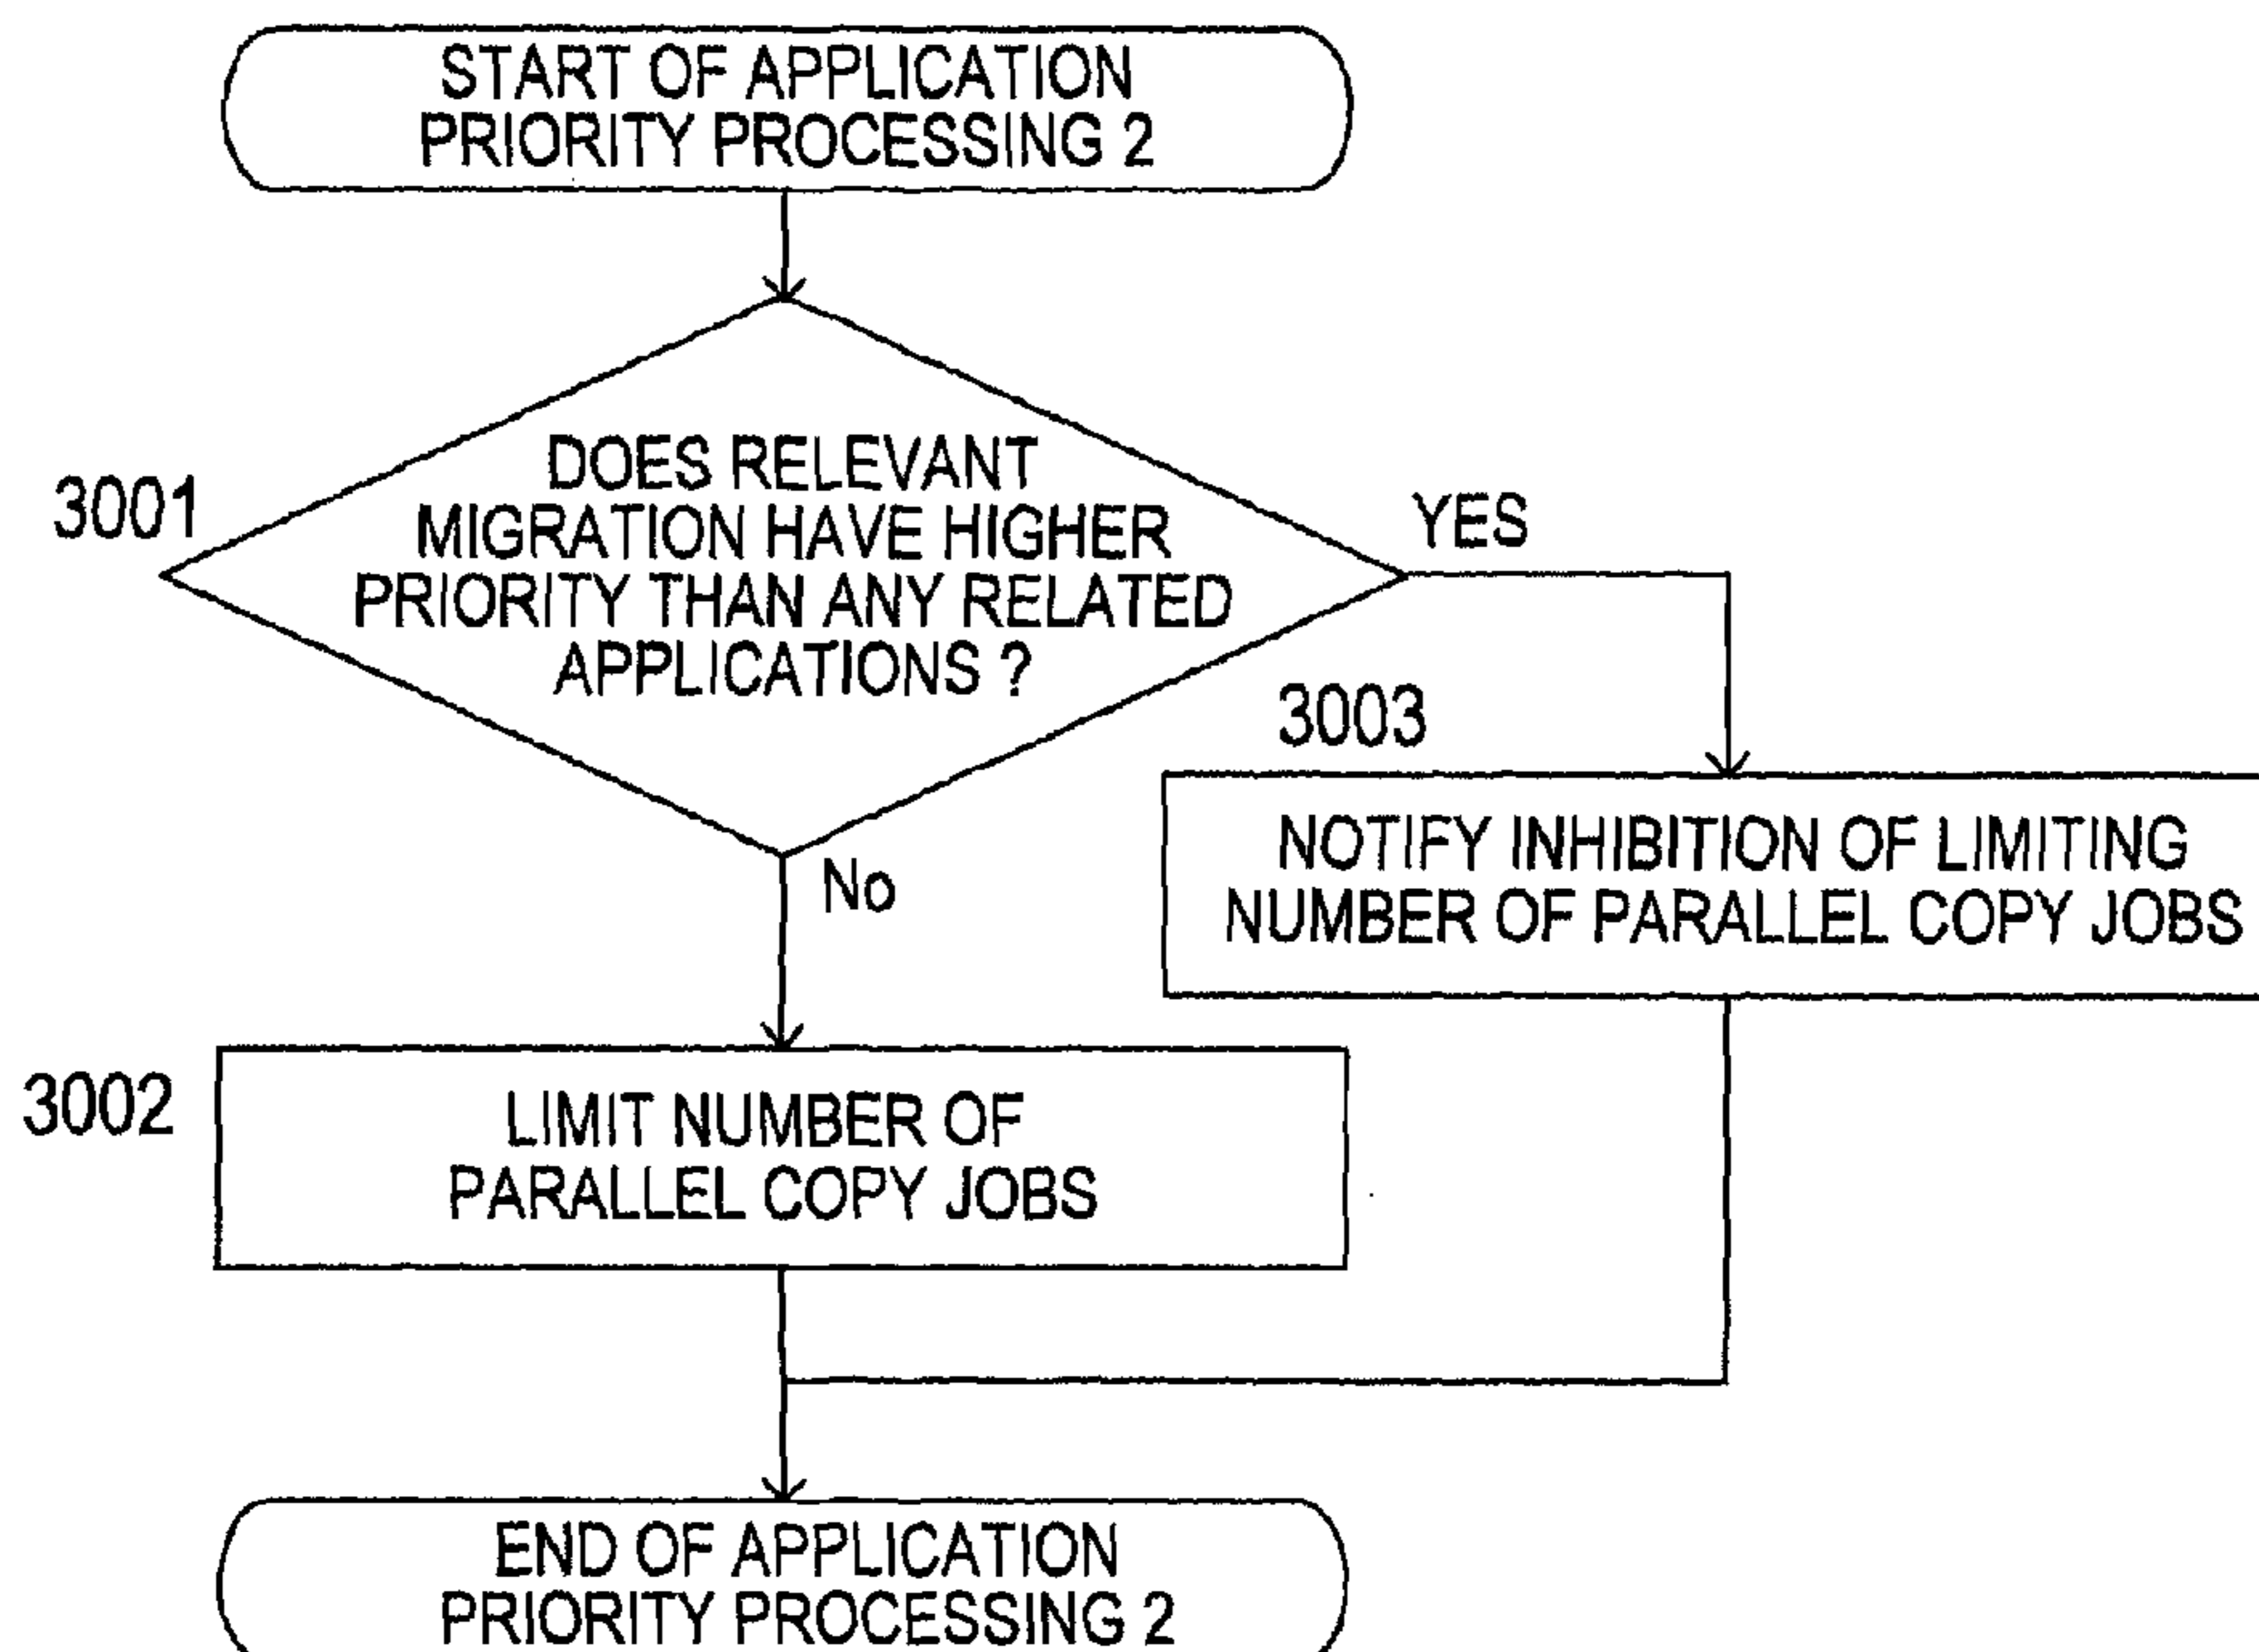 START OF APPLICATION
PRIORITY PROCESSING 2
3001
DOES RELEVANT
MIGRATION HAVE HIGHER
PRIORITY THAN ANY RELATED
APPLICATIONS ?
YES
3003
NOTIFY INHIBITION OF LIMITING
NUMBER OF PARALLEL COPY JOBS
No
3002
LIMIT NUMBER OF
PARALLEL COPY JOBS
END OF APPLICATION
PRIORITY PROCESSING 2